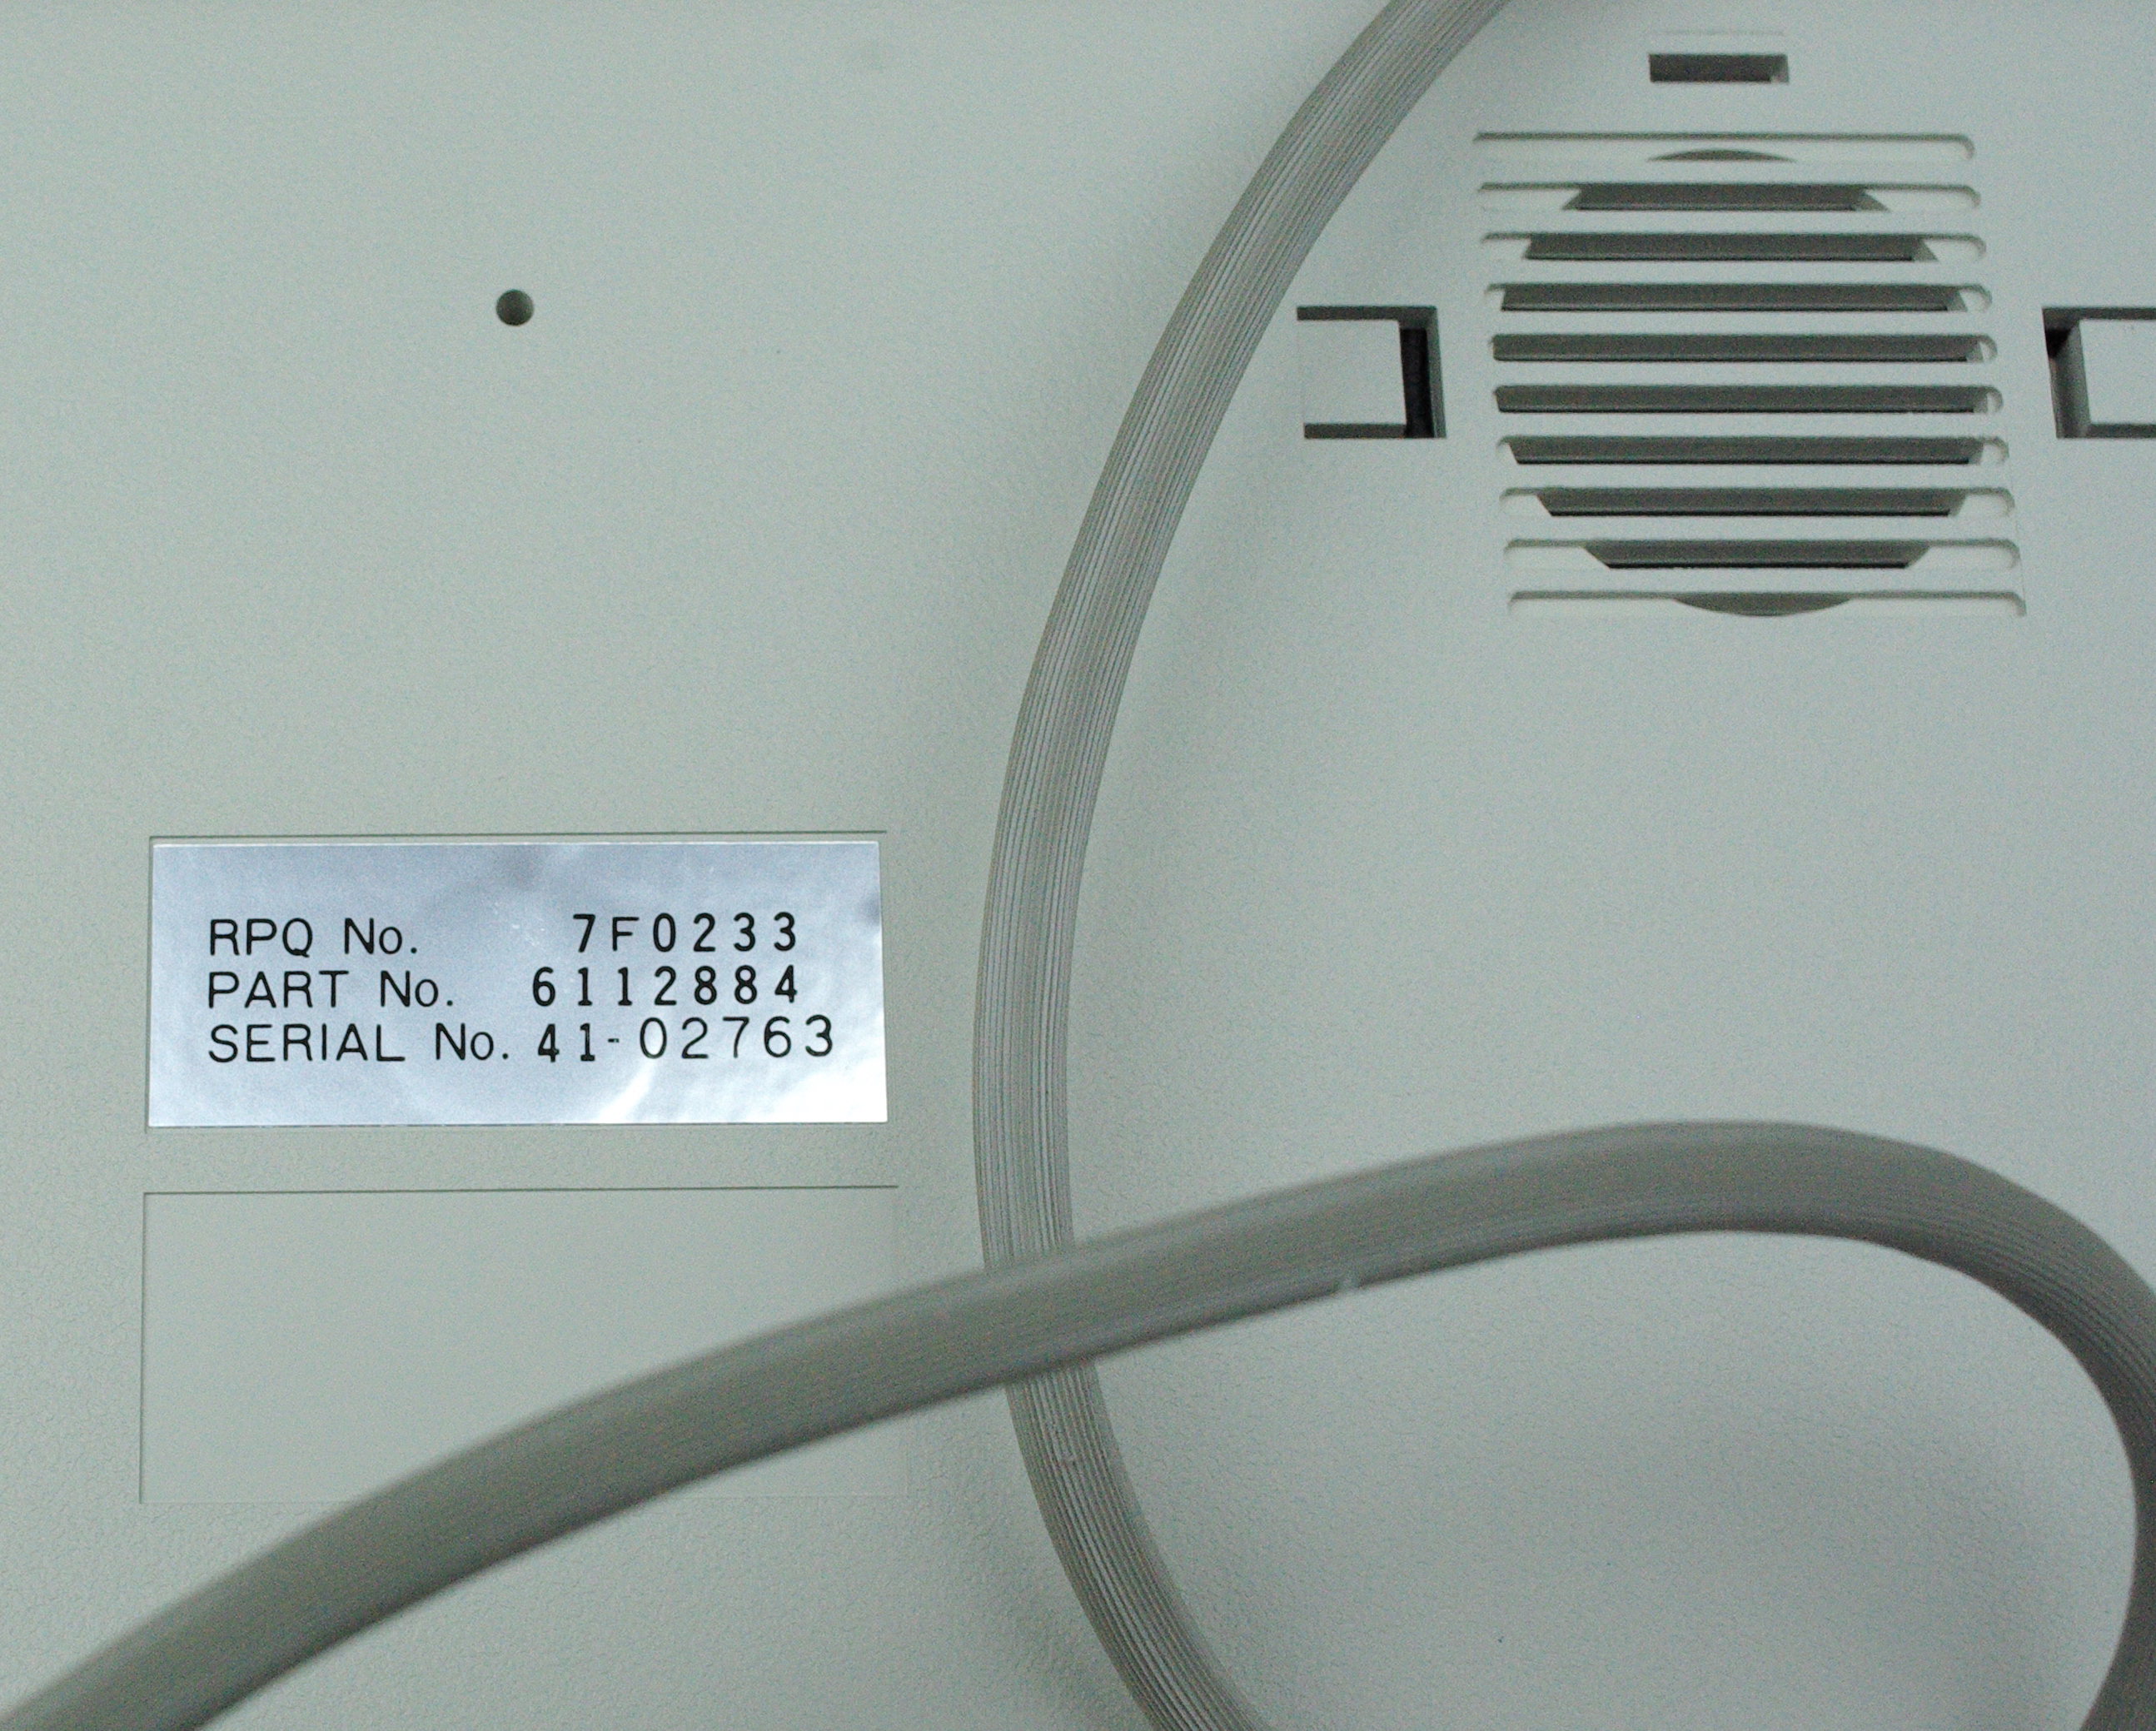 RPQ No. 7F0233
PART No. 6112884
SERIAL No. 41-02763